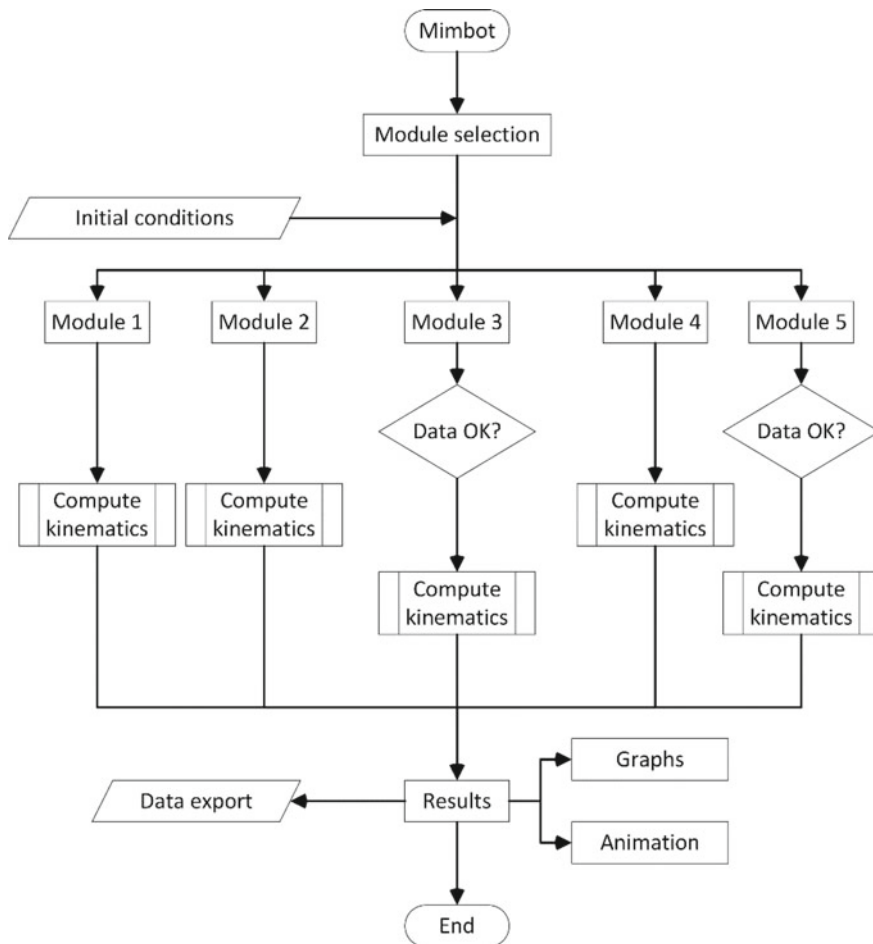 Mimbot
Module selection
Initial conditions
Module 1
Module 2
Module 3
Module 4
Module 5
Data OK?
Data OK?
Compute
kinematics
Compute
kinematics
Compute
kinematics
Compute
kinematics
Compute
kinematics
Graphs
Data export
Results
Animation
End